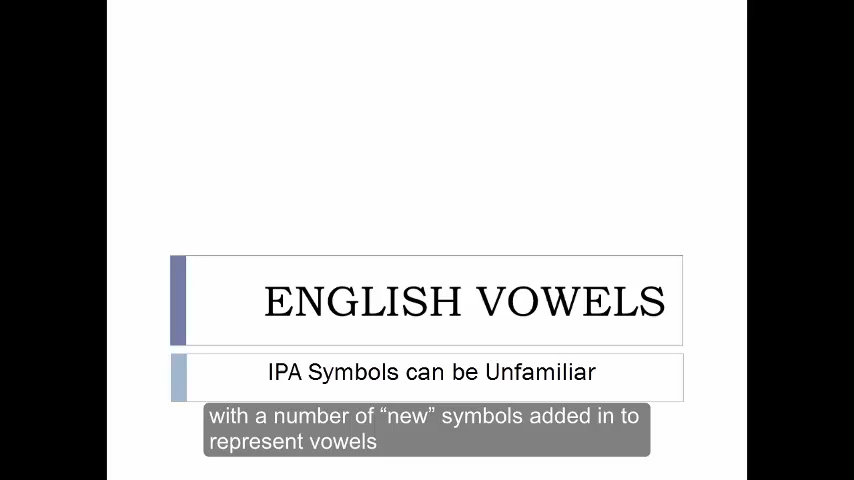 ENGLISH VOWELS
IPA Symbols can be Unfamiliar
with a number of “new” symbols added in to
represent vowels